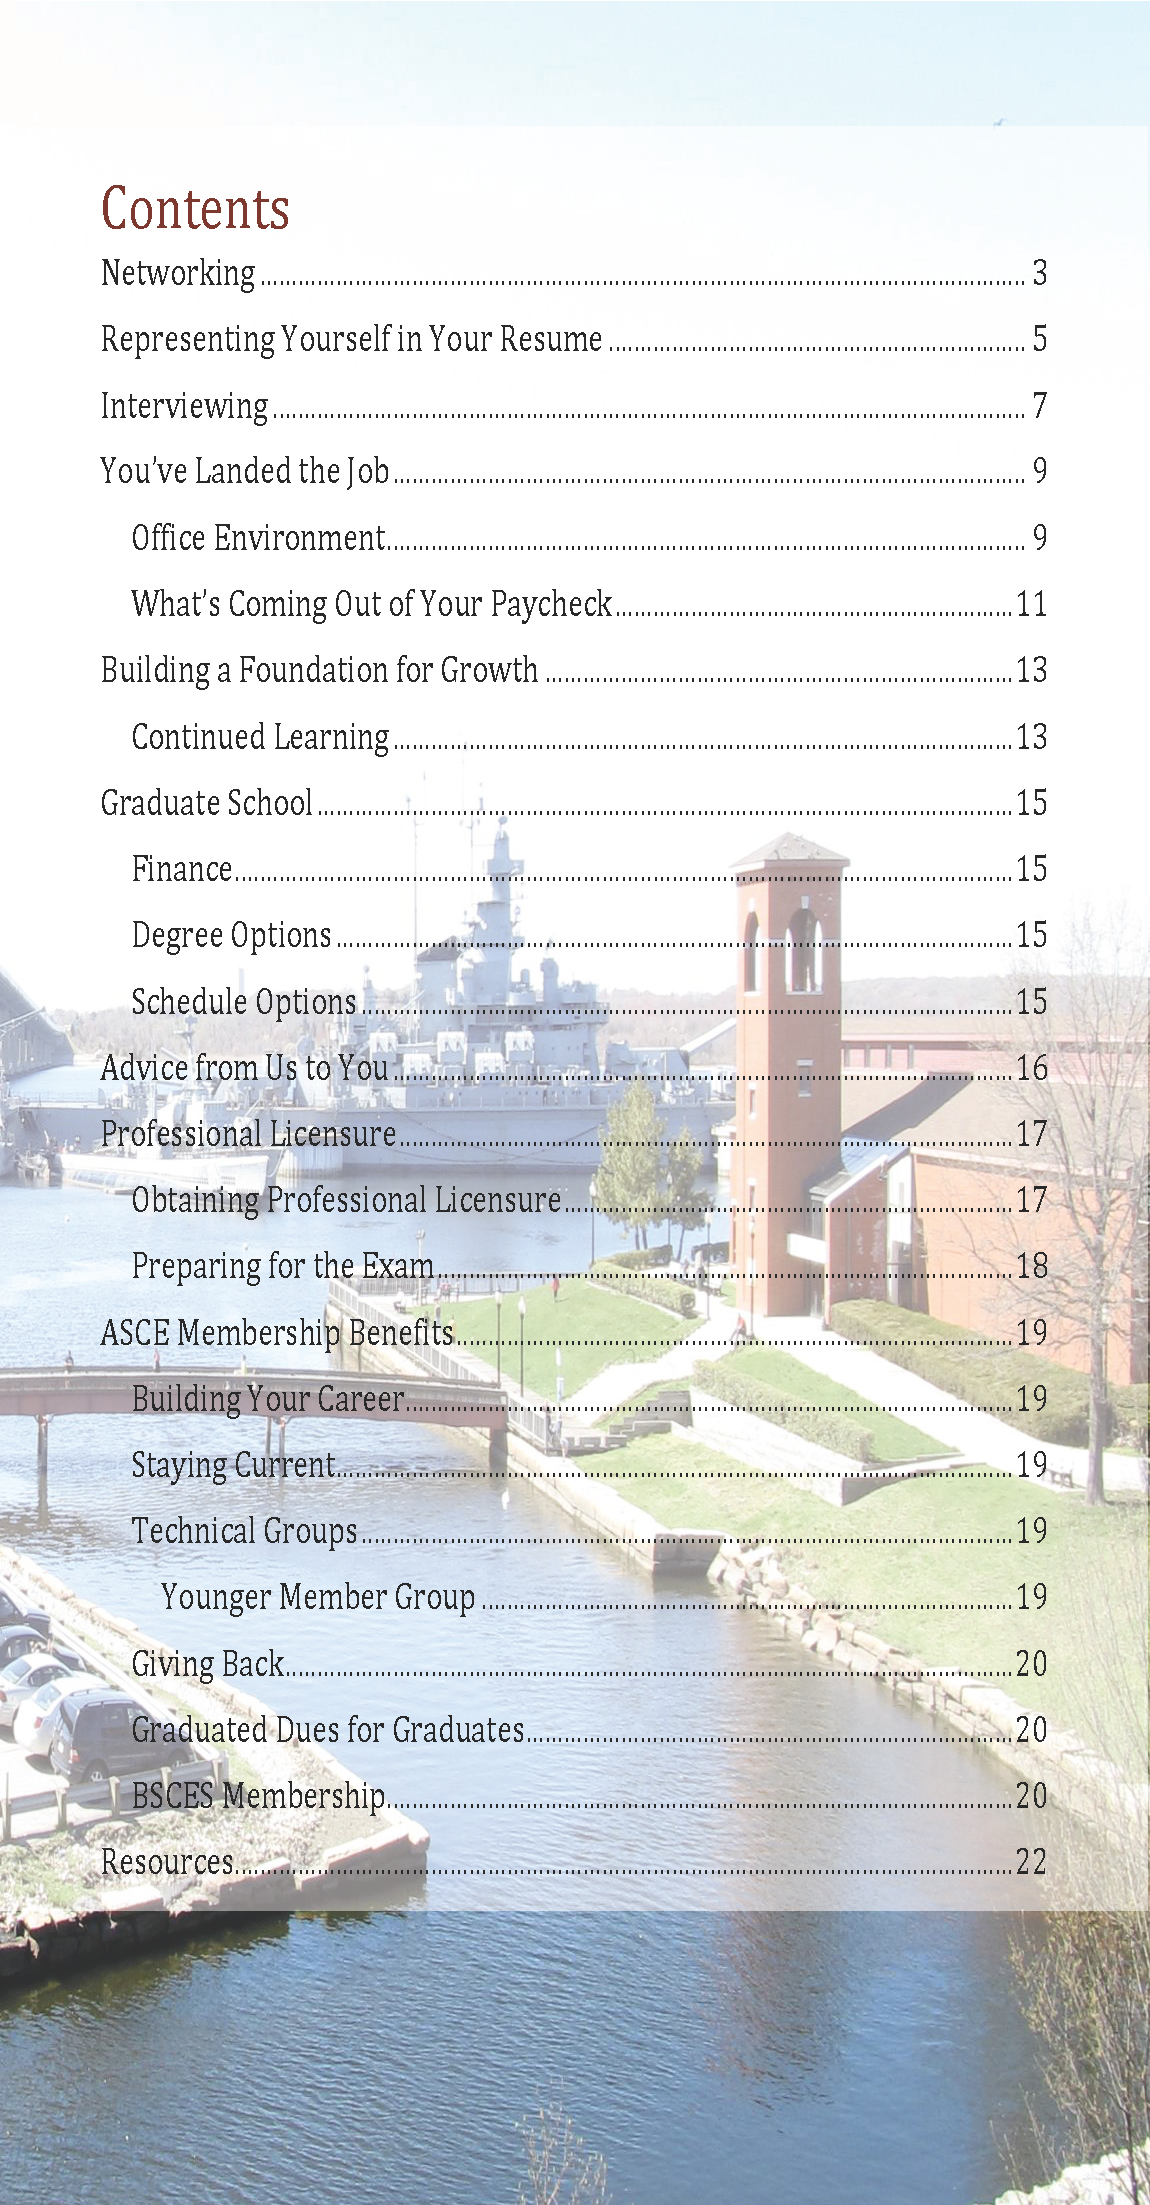 Contents
Networking ........................................................................................................................ 3
Representing Yourself in Your Resume .................................................................. 5
Interviewing ...................................................................................................................... 7
You’ve Landed the Job .................................................................................................... 9
Office Environment ..................................................................................................... 9
What’s Coming Out of Your Paycheck ............................................................... 11
Building a Foundation for Growth .......................................................................... 13
Continued Learning .................................................................................................. 13
Graduate School .............................................................................................................. 15
Finance ........................................................................................................................... 15
Degree Options ........................................................................................................... 15
Schedule Options ....................................................................................................... 15
Advice from Us to You .................................................................................................. 16
Professional Licensure ................................................................................................. 17
Obtaining Professional Licensure ....................................................................... 17
Preparing for the Exam ........................................................................................... 18
ASCE Membership Benefits ........................................................................................ 19
Building Your Career ................................................................................................ 19
Staying Current ........................................................................................................... 19
Technical Groups ....................................................................................................... 19
Younger Member Group .................................................................................... 19
Giving Back ................................................................................................................... 20
Graduated Dues for Graduates ............................................................................. 20
BSCES Membership ................................................................................................... 20
Resources ........................................................................................................................... 22